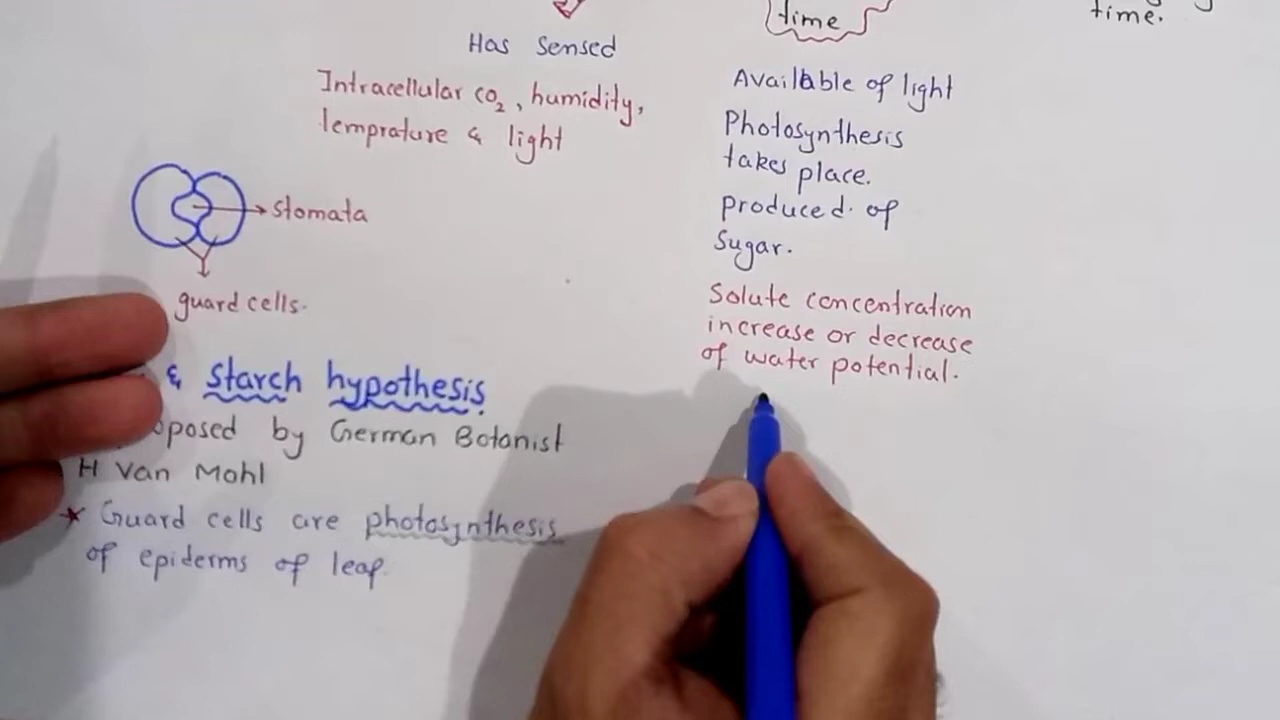 Has Sensed
Intracellular CO2, humidity,
temprature & light
stomata
guard cells.
& starch hypothesis
oposed by German Botanist
H Van Mohl
* Guard cells are photosynthesis
of epiderms of leaf
time
Available of light
Photosynthesis
takes place.
produced. of
Sugar.
Solute concentration
increase or decrease
of water potential.
time.